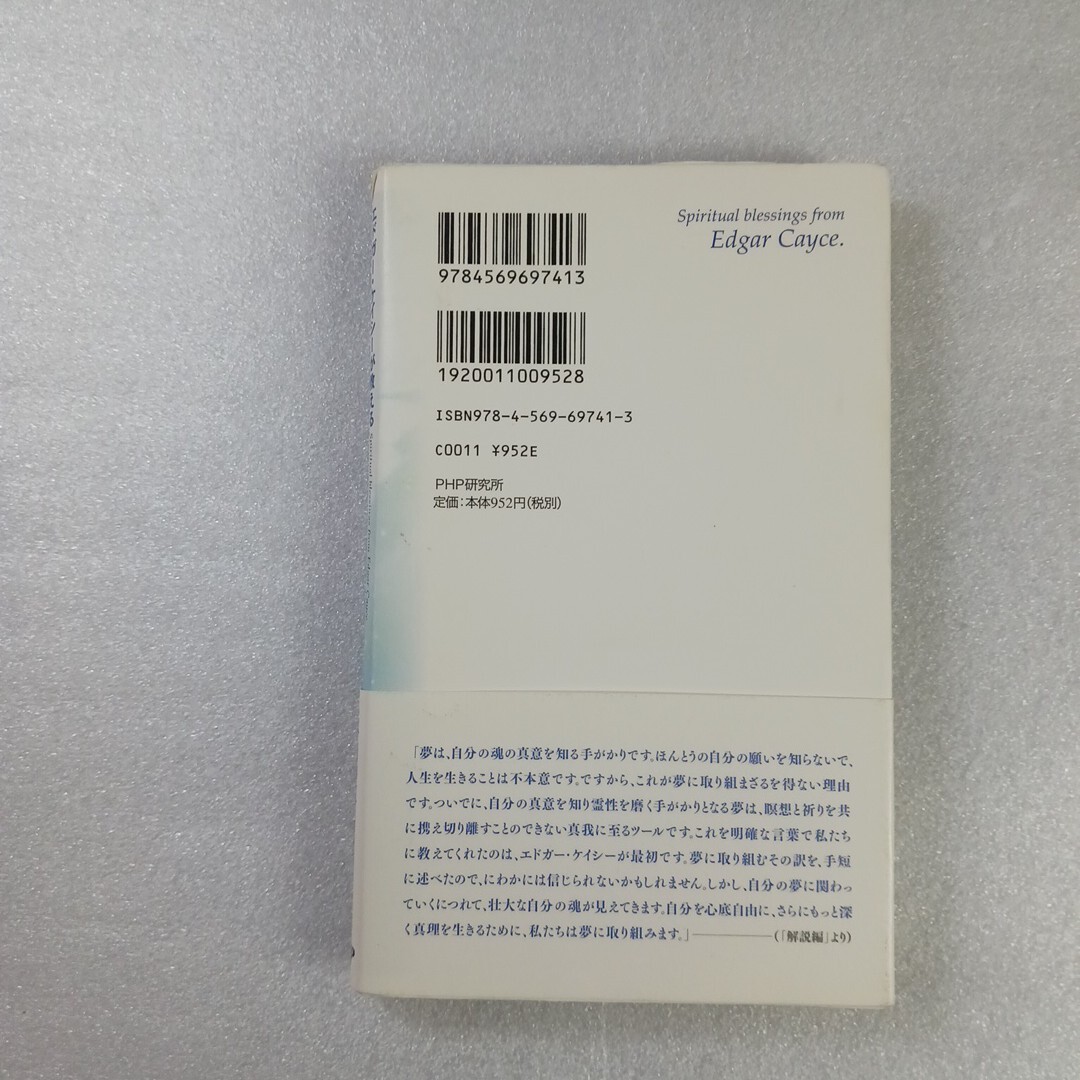 Spiritual blessings from
Edgar Cayce.
9784569697413
1920011009528
ISBN978-4-569-69741-3
C0011 ¥952E
PHP研究所
定価：本体952円（税別）
「夢は、自分の魂の真意を知る手がかりです。ほんとうの自分の願いを知らないで、
人生を生きることは不本意です。ですから、これが夢に取り組まざるを得ない理由
です。ついでに、自分の真意を知り霊性を磨く手がかりとなる夢は、瞑想と祈りを共
に携え切り離すことのできない真我に至るツールです。これを明確な言葉で私たち
に教えてくれたのは、エドガー・ケイシーが最初です。夢に取り組むその訳を、手短
に述べたので、にわかには信じられないかもしれません。しかし、自分の夢に関わっ
ていくにつれて、壮大な自分の魂が見えてきます。自分を心底自由に、さらにもっと深
く真理を生きるために、私たちは夢に取り組みます。」――――（「解説編」より）